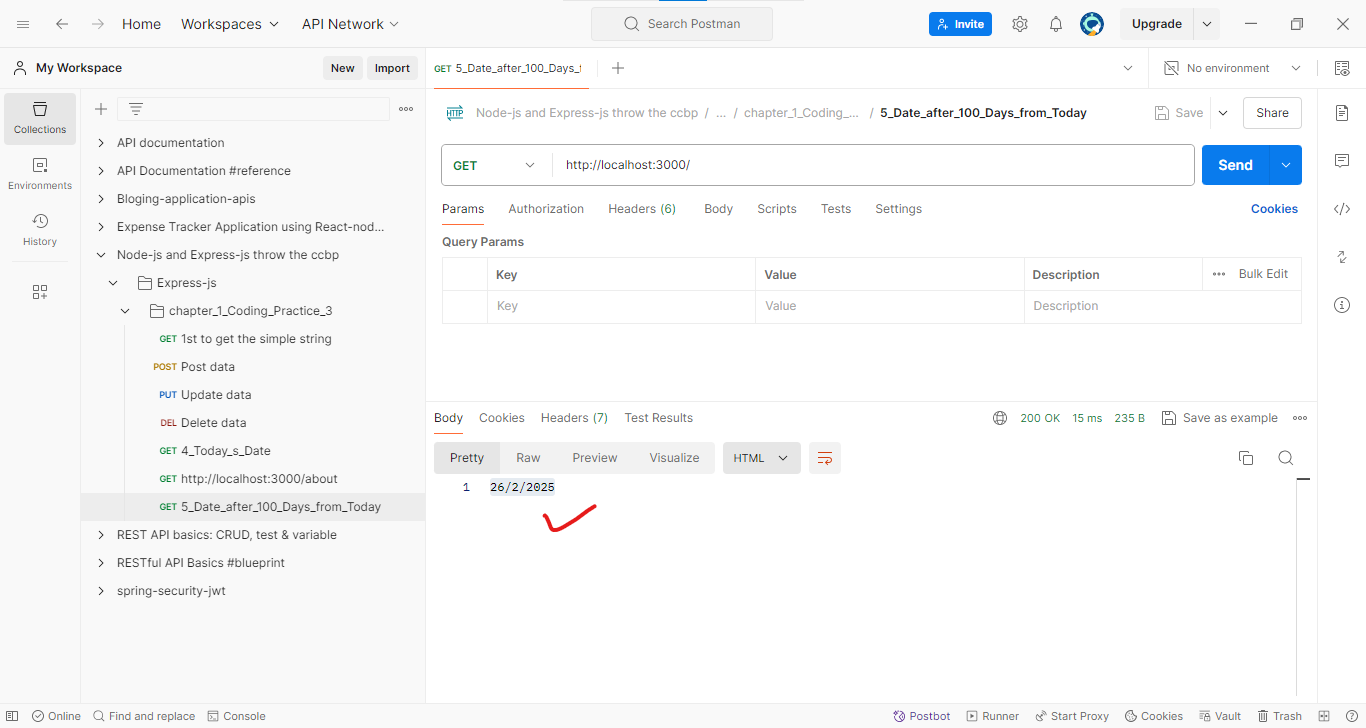 Home Workspaces API Network Search Postman Invite Upgrade
My Workspace New Import GET 5_Date_after_100_Days_f No environment
Collections
Environments
History
API documentation
API Documentation #reference
Bloging-application-apis
Expense Tracker Application using React-nod...
Node-js and Express-js throw the ccbp
Express-js
chapter_1_Coding_Practice_3
GET 1st to get the simple string
POST Post data
PUT Update data
DEL Delete data
GET 4_Today_s_Date
GET http://localhost:3000/about
GET 5_Date_after_100_Days_from_Today
REST API basics: CRUD, test & variable
RESTful API Basics #blueprint
spring-security-jwt
HTTP Node-js and Express-js throw the ccbp / ... / chapter_1_Coding_... / 5_Date_after_100_Days_from_Today Save Share
GET http://localhost:3000/ Send
Params Authorization Headers (6) Body Scripts Tests Settings Cookies
Query Params
Key Value Description Bulk Edit
Key Value Description
Body Cookies Headers (7) Test Results 200 OK 15 ms 235 B Save as example
Pretty Raw Preview Visualize HTML
1 26/2/2025
Online Find and replace Console Postbot Runner Start Proxy Cookies Vault Trash